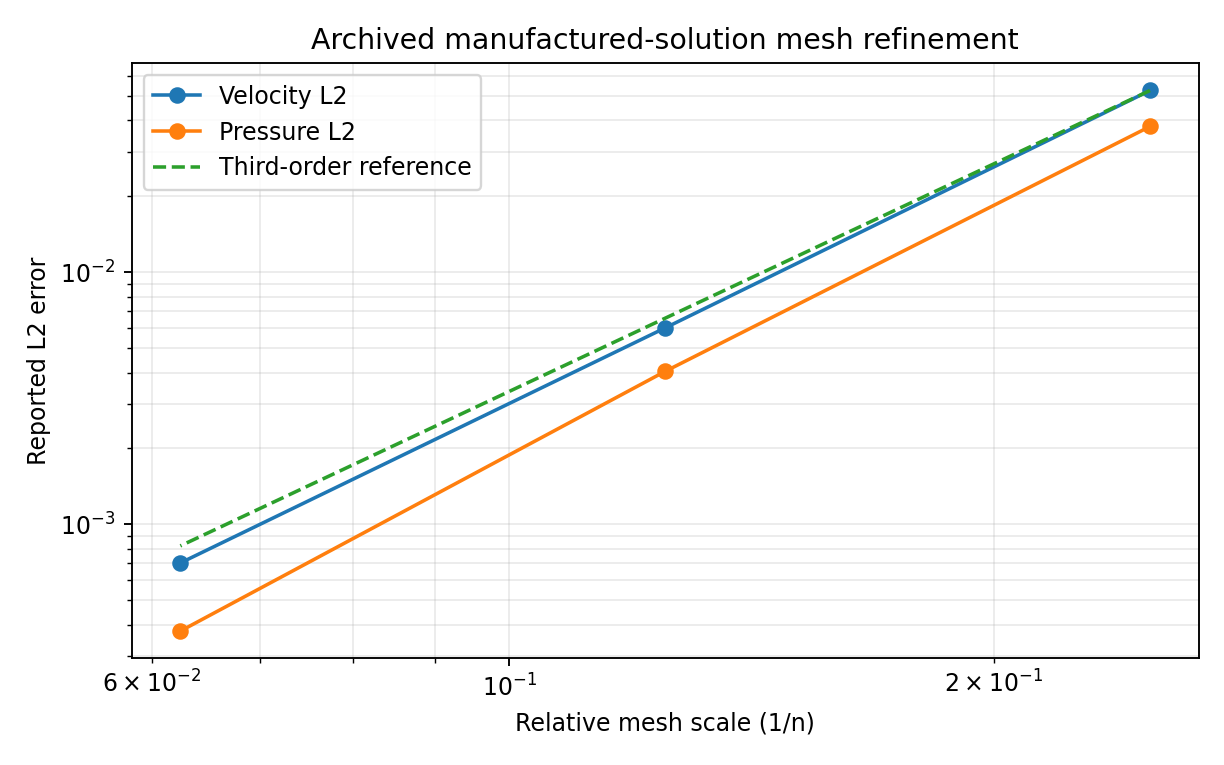 Archived manufactured-solution mesh refinement
Velocity L2
Pressure L2
Third-order reference
Reported L2 error
10⁻²
10⁻³
6 × 10⁻²
10⁻¹
2 × 10⁻¹
Relative mesh scale (1/n)